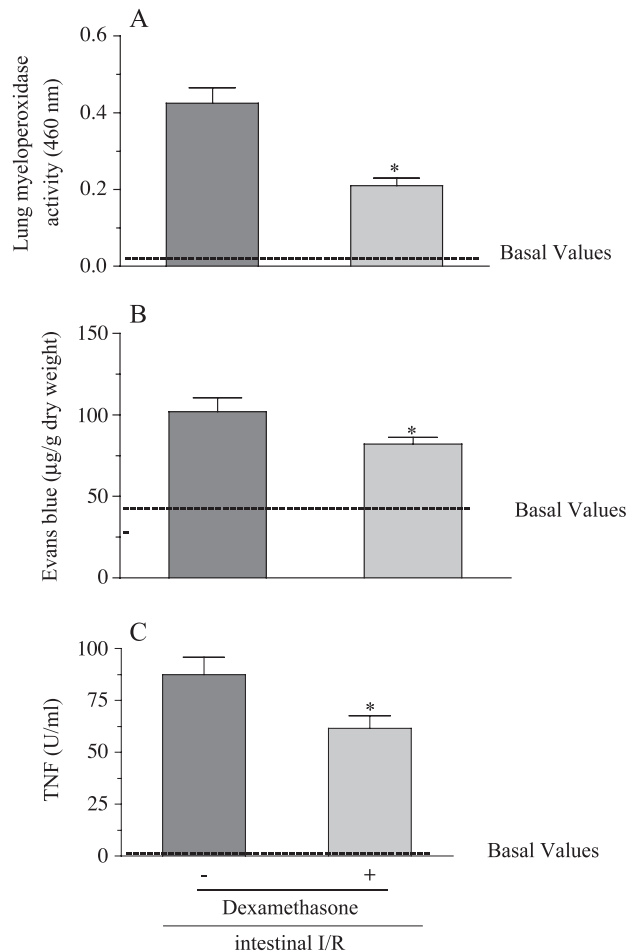 A
0.6
0.4
0.2
0.0
Lung myeloperoxidase
activity (460 nm)
*
Basal Values
B
150
100
50
0
Evans blue (µg/g dry weight)
*
Basal Values
C
100
75
50
25
0
TNF (U/ml)
*
Basal Values
- +
Dexamethasone
intestinal I/R